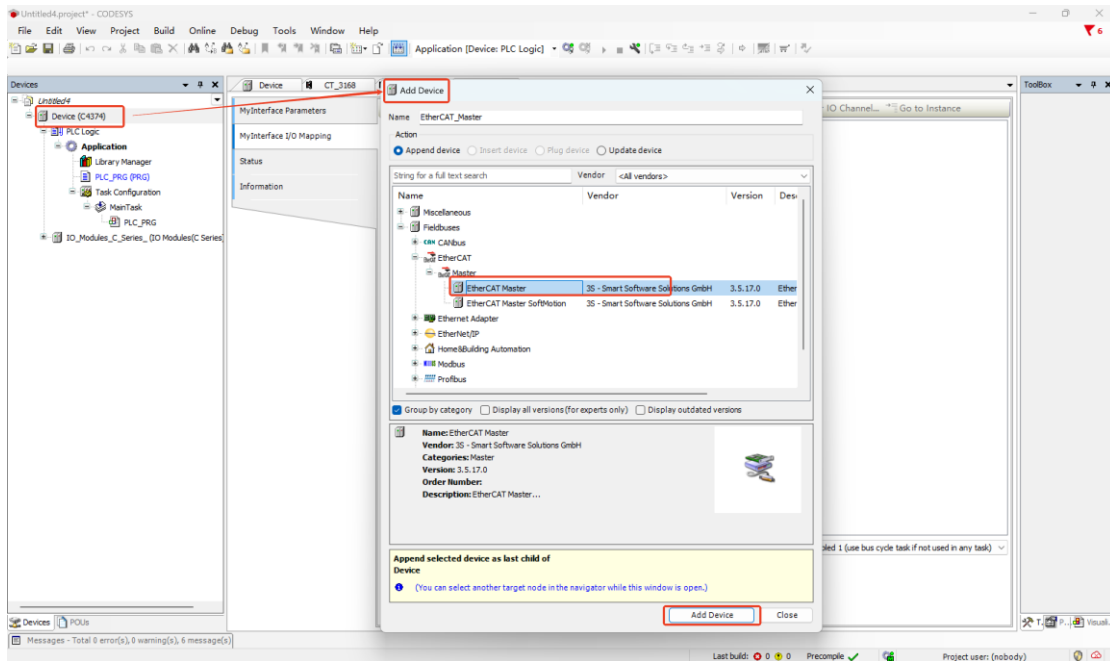 Untitled4.project* - CODESYS
File Edit View Project Build Online Debug Tools Window Help
Application [Device: PLC Logic]
6
Devices
Untitled4
Device (C4374)
PLC Logic
Application
Library Manager
PLC_PRG (PRG)
Task Configuration
MainTask
PLC_PRG
IO_Modules_C_Series_ (IO Modules(C Series
Devices
POUs
Device
CT_3168
MyInterface Parameters
MyInterface I/O Mapping
Status
Information
Add Device
Name EtherCAT_Master
Action
Append device Insert device Plug device Update device
String for a full text search Vendor <All vendors>
Name Vendor Version Des
Miscellaneous
Fieldbuses
CAN CANbus
EtherCAT
Master
EtherCAT Master 3S - Smart Software Solutions GmbH 3.5.17.0 Ether
EtherCAT Master SoftMotion 3S - Smart Software Solutions GmbH 3.5.17.0 Ether
Ethernet Adapter
EtherNet/IP
Home&Building Automation
Modbus
Profibus
Group by category Display all versions (for experts only) Display outdated versions
Name: EtherCAT Master
Vendor: 3S - Smart Software Solutions GmbH
Categories: Master
Version: 3.5.17.0
Order Number:
Description: EtherCAT Master...
Append selected device as last child of
Device
(You can select another target node in the navigator while this window is open.)
Add Device Close
IO Channel... Go to Instance
1 (use bus cycle task if not used in any task)
ToolBox
T.. P... Visuali.
Messages - Total 0 error(s), 0 warning(s), 6 message(s)
Last build: 0 0 Precompile Project user: (nobody)